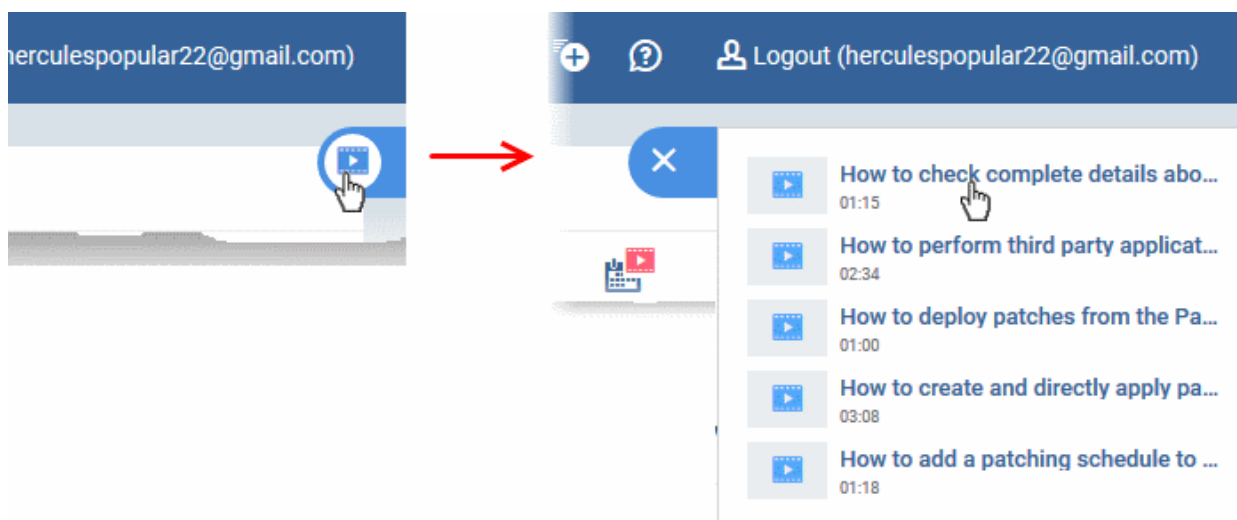 herculespopular22@gmail.com)
Logout (herculespopular22@gmail.com)
How to check complete details abo...
01:15
How to perform third party applicat...
02:34
How to deploy patches from the Pa...
01:00
How to create and directly apply pa...
03:08
How to add a patching schedule to ...
01:18